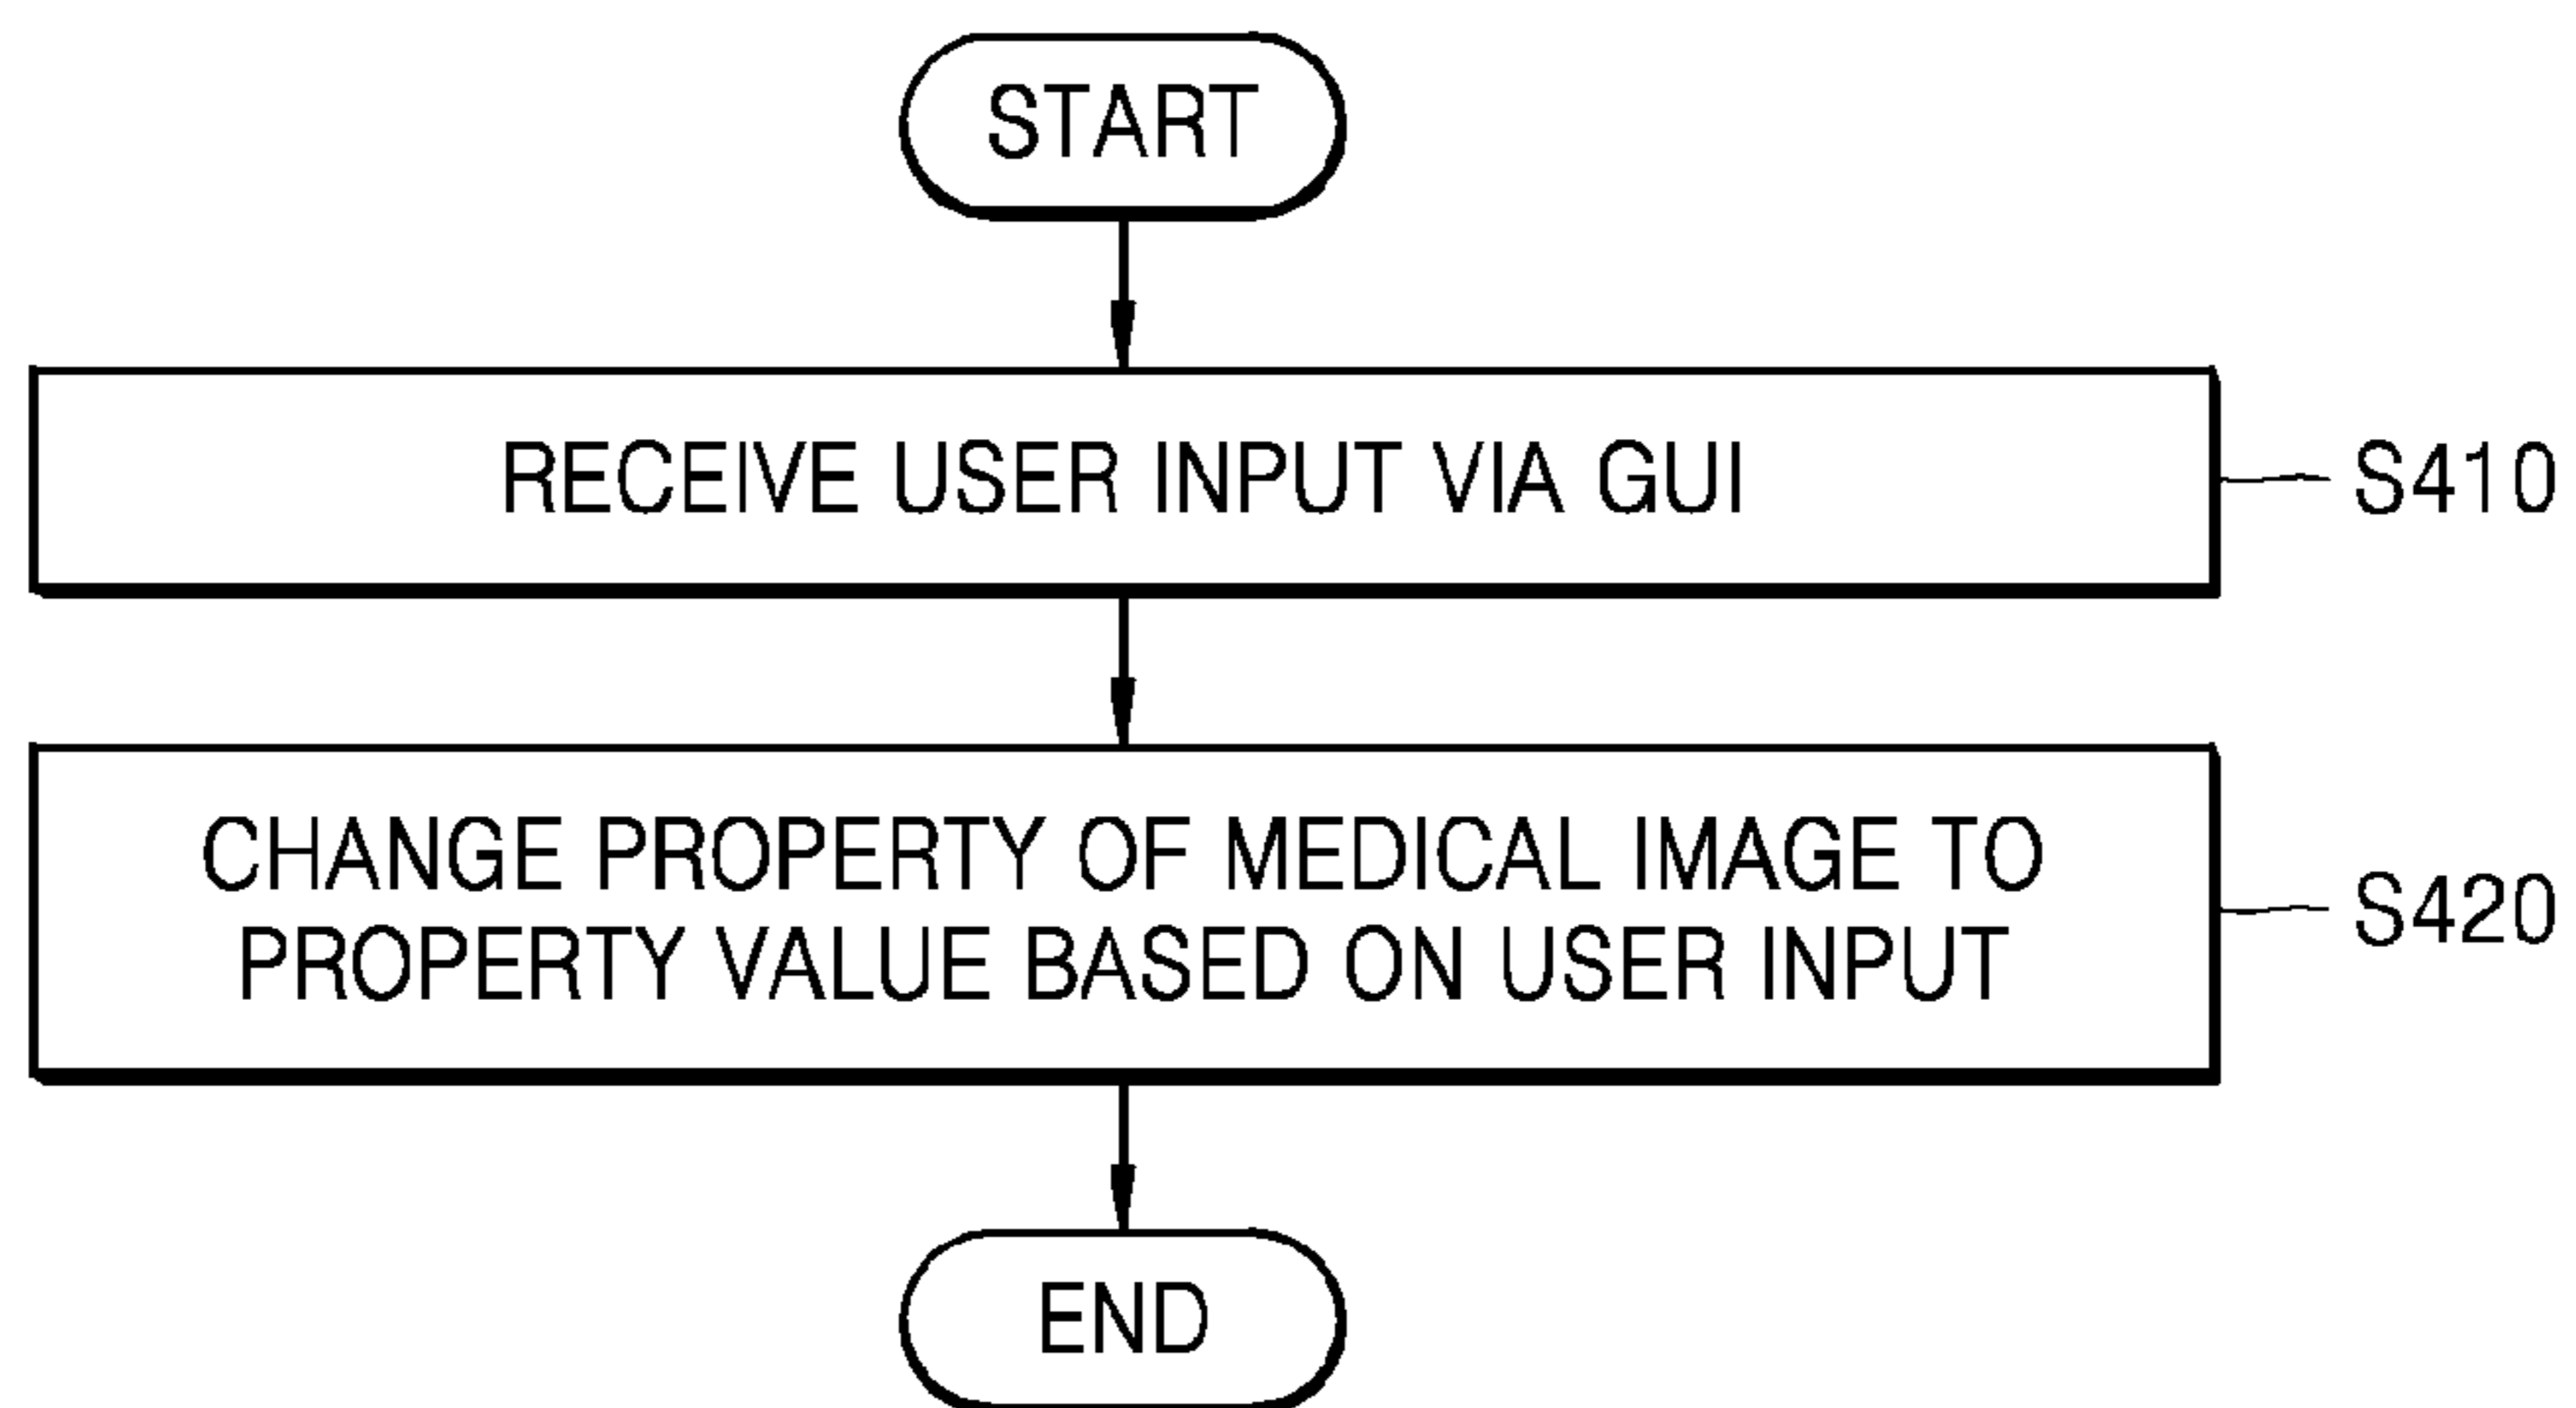 START
RECEIVE USER INPUT VIA GUI
S410
CHANGE PROPERTY OF MEDICAL IMAGE TO
PROPERTY VALUE BASED ON USER INPUT
S420
END